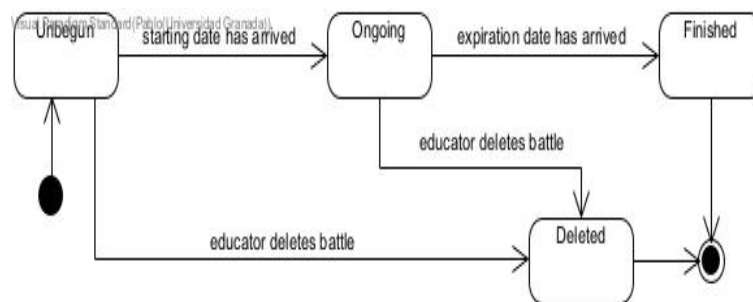 Visual Paradigm Standard(Pablo(Universidad Granada))
Unbegun
starting date has arrived
Ongoing
expiration date has arrived
Finished
educator deletes battle
educator deletes battle
Deleted